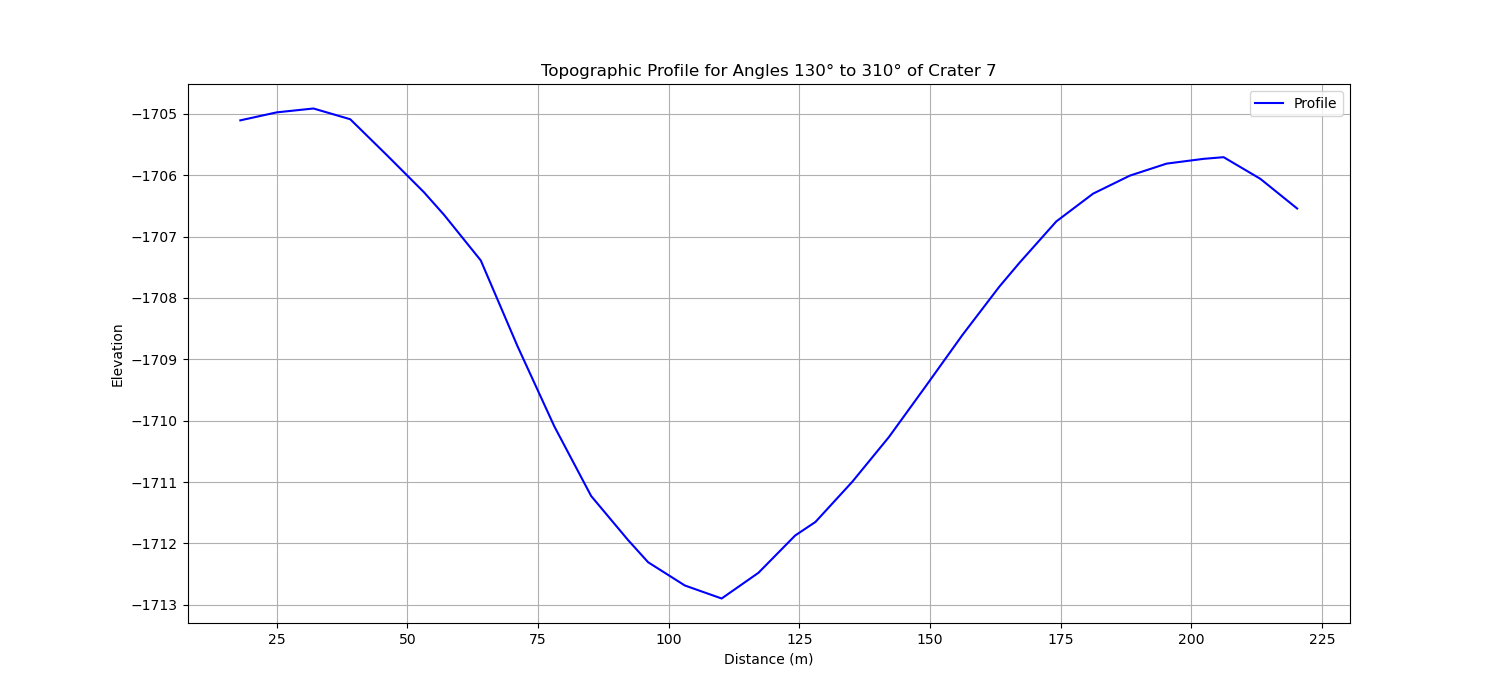 Topographic Profile for Angles 130° to 310° of Crater 7
Profile
Elevation
−1705
−1706
−1707
−1708
−1709
−1710
−1711
−1712
−1713
25 50 75 100 125 150 175 200 225
Distance (m)